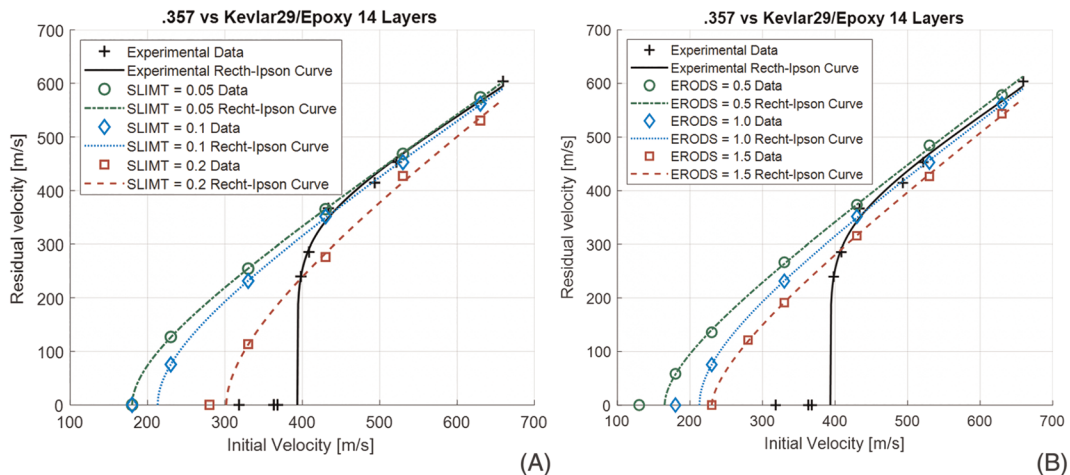 .357 vs Kevlar29/Epoxy 14 Layers
700
600
500
400
300
200
100
0
Residual velocity [m/s]
Experimental Data
Experimental Recth-Ipson Curve
SLIMT = 0.05 Data
SLIMT = 0.05 Recht-Ipson Curve
SLIMT = 0.1 Data
SLIMT = 0.1 Recht-Ipson Curve
SLIMT = 0.2 Data
SLIMT = 0.2 Recht-Ipson Curve
100 200 300 400 500 600 700
Initial Velocity [m/s]
(A)
.357 vs Kevlar29/Epoxy 14 Layers
700
600
500
400
300
200
100
0
Residual velocity [m/s]
Experimental Data
Experimental Recth-Ipson Curve
ERODS = 0.5 Data
ERODS = 0.5 Recht-Ipson Curve
ERODS = 1.0 Data
ERODS = 1.0 Recht-Ipson Curve
ERODS = 1.5 Data
ERODS = 1.5 Recht-Ipson Curve
100 200 300 400 500 600 700
Initial Velocity [m/s]
(B)